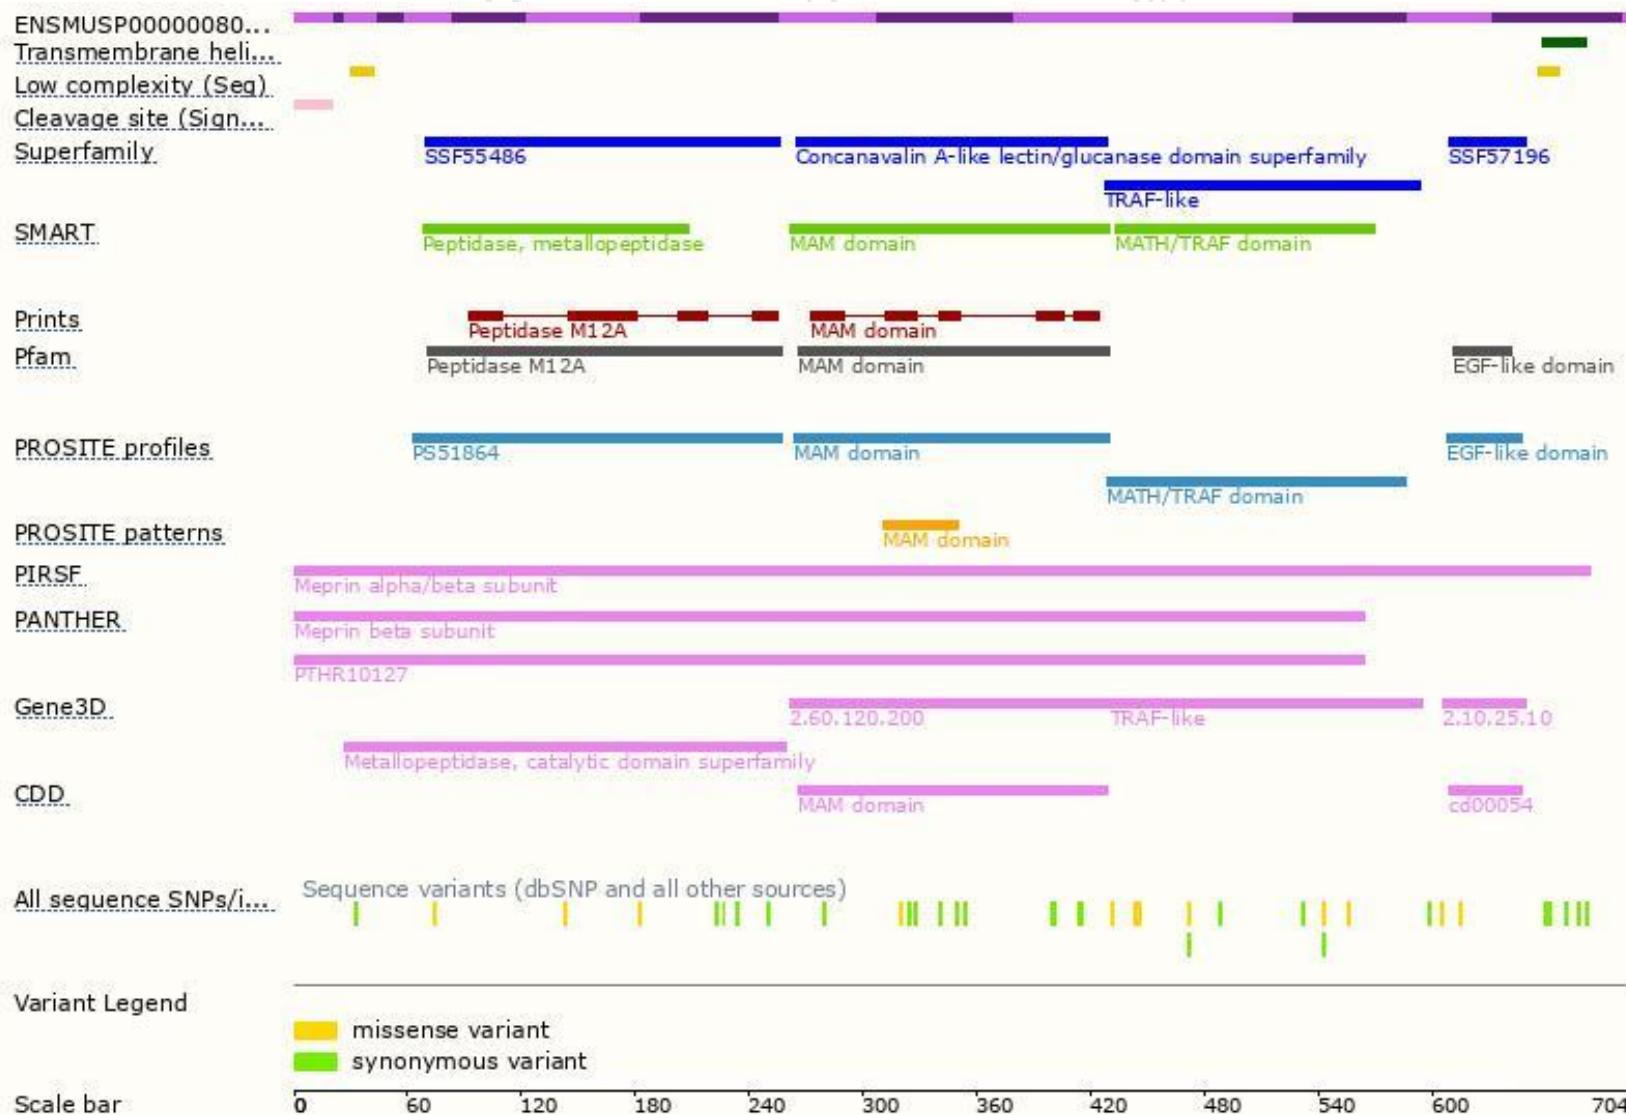 ENSMUSP00000080...
Transmembrane heli...
Low complexity (Seg)
Cleavage site (Sign...
Superfamily
SSF55486
Concanavalin A-like lectin/glucanase domain superfamily
SSF57196
TRAF-like
SMART
Peptidase, metallopeptidase
MAM domain
MATH/TRAF domain
Prints
Peptidase M12A
MAM domain
Pfam
Peptidase M12A
MAM domain
EGF-like domain
PROSITE profiles
PS51864
MAM domain
EGF-like domain
MATH/TRAF domain
PROSITE patterns
MAM domain
PIRSF
Meprin alpha/beta subunit
PANTHER
Meprin beta subunit
PTHR10127
Gene3D
2.60.120.200
TRAF-like
2.10.25.10
Metallopeptidase, catalytic domain superfamily
CDD
MAM domain
cd00054
Sequence variants (dbSNP and all other sources)
All sequence SNPs/i...
Variant Legend
missense variant
synonymous variant
Scale bar 0 60 120 180 240 300 360 420 480 540 600 704